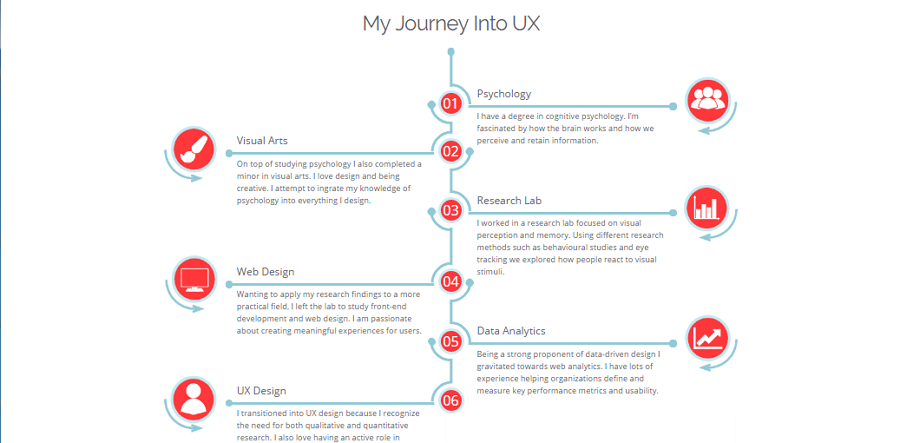 My Journey Into UX
01
Psychology
I have a degree in cognitive psychology. I'm
fascinated by how the brain works and how we
perceive and retain information.
02
Visual Arts
On top of studying psychology I also completed a
minor in visual arts. I love design and being
creative. I attempt to ingrate my knowledge of
psychology into everything I design.
03
Research Lab
I worked in a research lab focused on visual
perception and memory. Using different research
methods such as behavioural studies and eye
tracking we explored how people react to visual
stimuli.
04
Web Design
Wanting to apply my research findings to a more
practical field, I left the lab to study front-end
development and web design. I am passionate
about creating meaningful experiences for users.
05
Data Analytics
Being a strong proponent of data-driven design I
gravitated towards web analytics. I have lots of
experience helping organizations define and
measure key performance metrics and usability.
06
UX Design
I transitioned into UX design because I recognize
the need for both qualitative and quantitative
research. I also love having an active role in